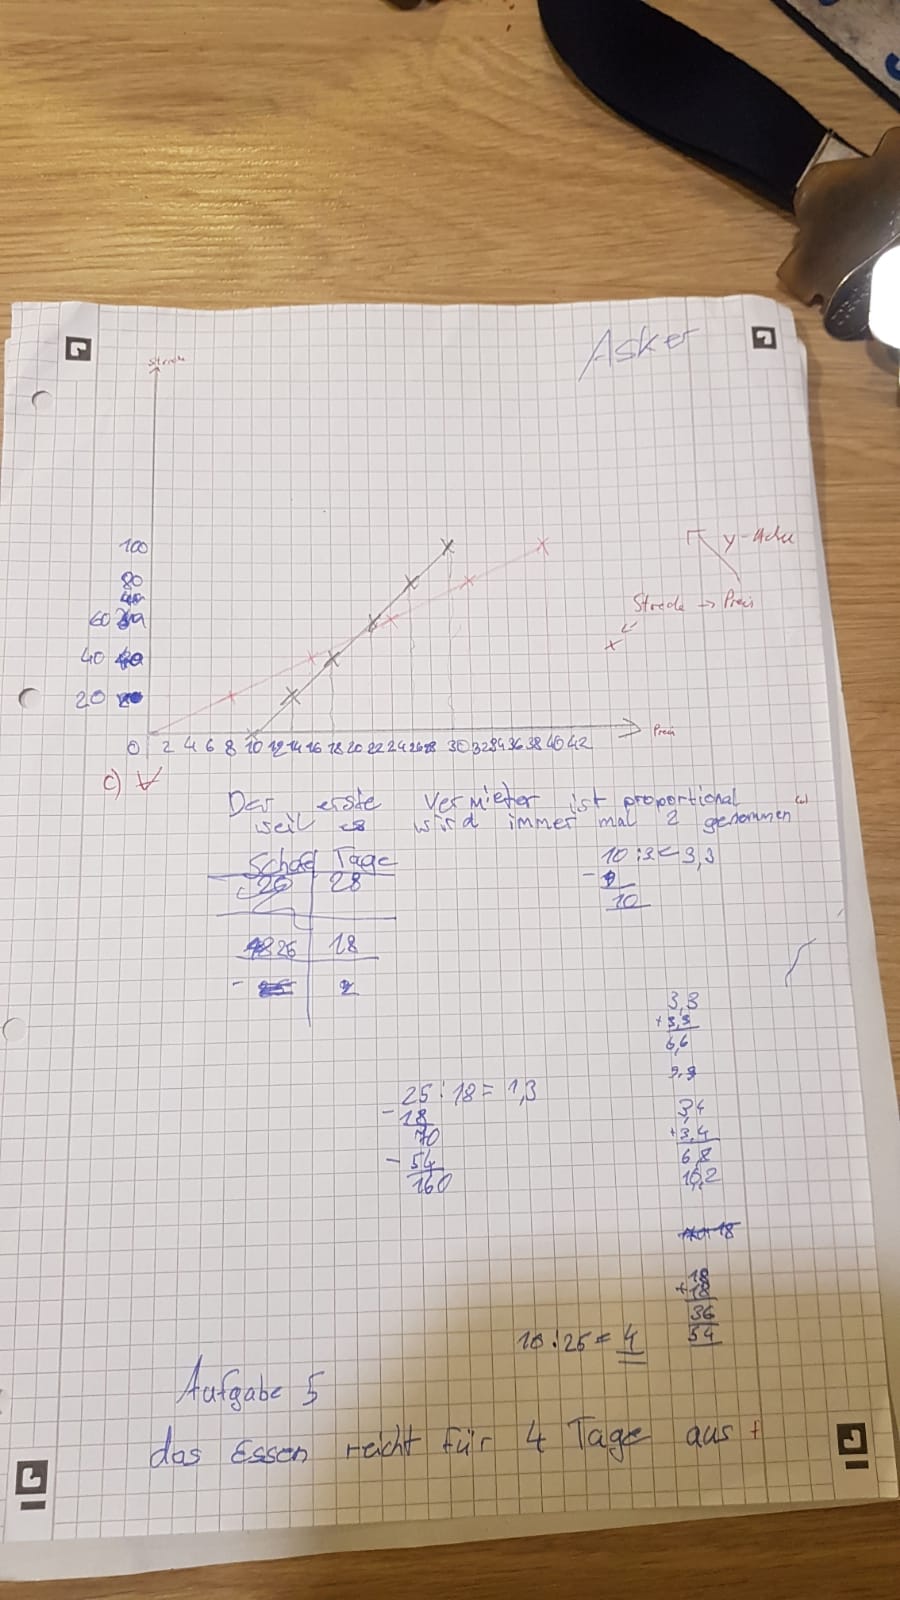 Asker
Strecke
100
80
60
40
20
0 2 4 6 8 10 12 14 16 18 20 22 24 26 28 30 32 34 36 38 40 42
Preis
y-Achse
Strecke → Preis
c)
Der erste Vermieter ist proportional
weil es wird immer mal 2 genommen
Schaf Tage
28
26 18
2
10 : 3 = 3,3
- 9
10
3,3
+ 3,3
6,6
9,9
25 : 18 = 1,3
- 18
70
- 54
160
3,4
+ 3,4
6,8
10,2
18
+ 18
36
54
10 : 26 = 4
Aufgabe 5
das Essen reicht für 4 Tage aus f